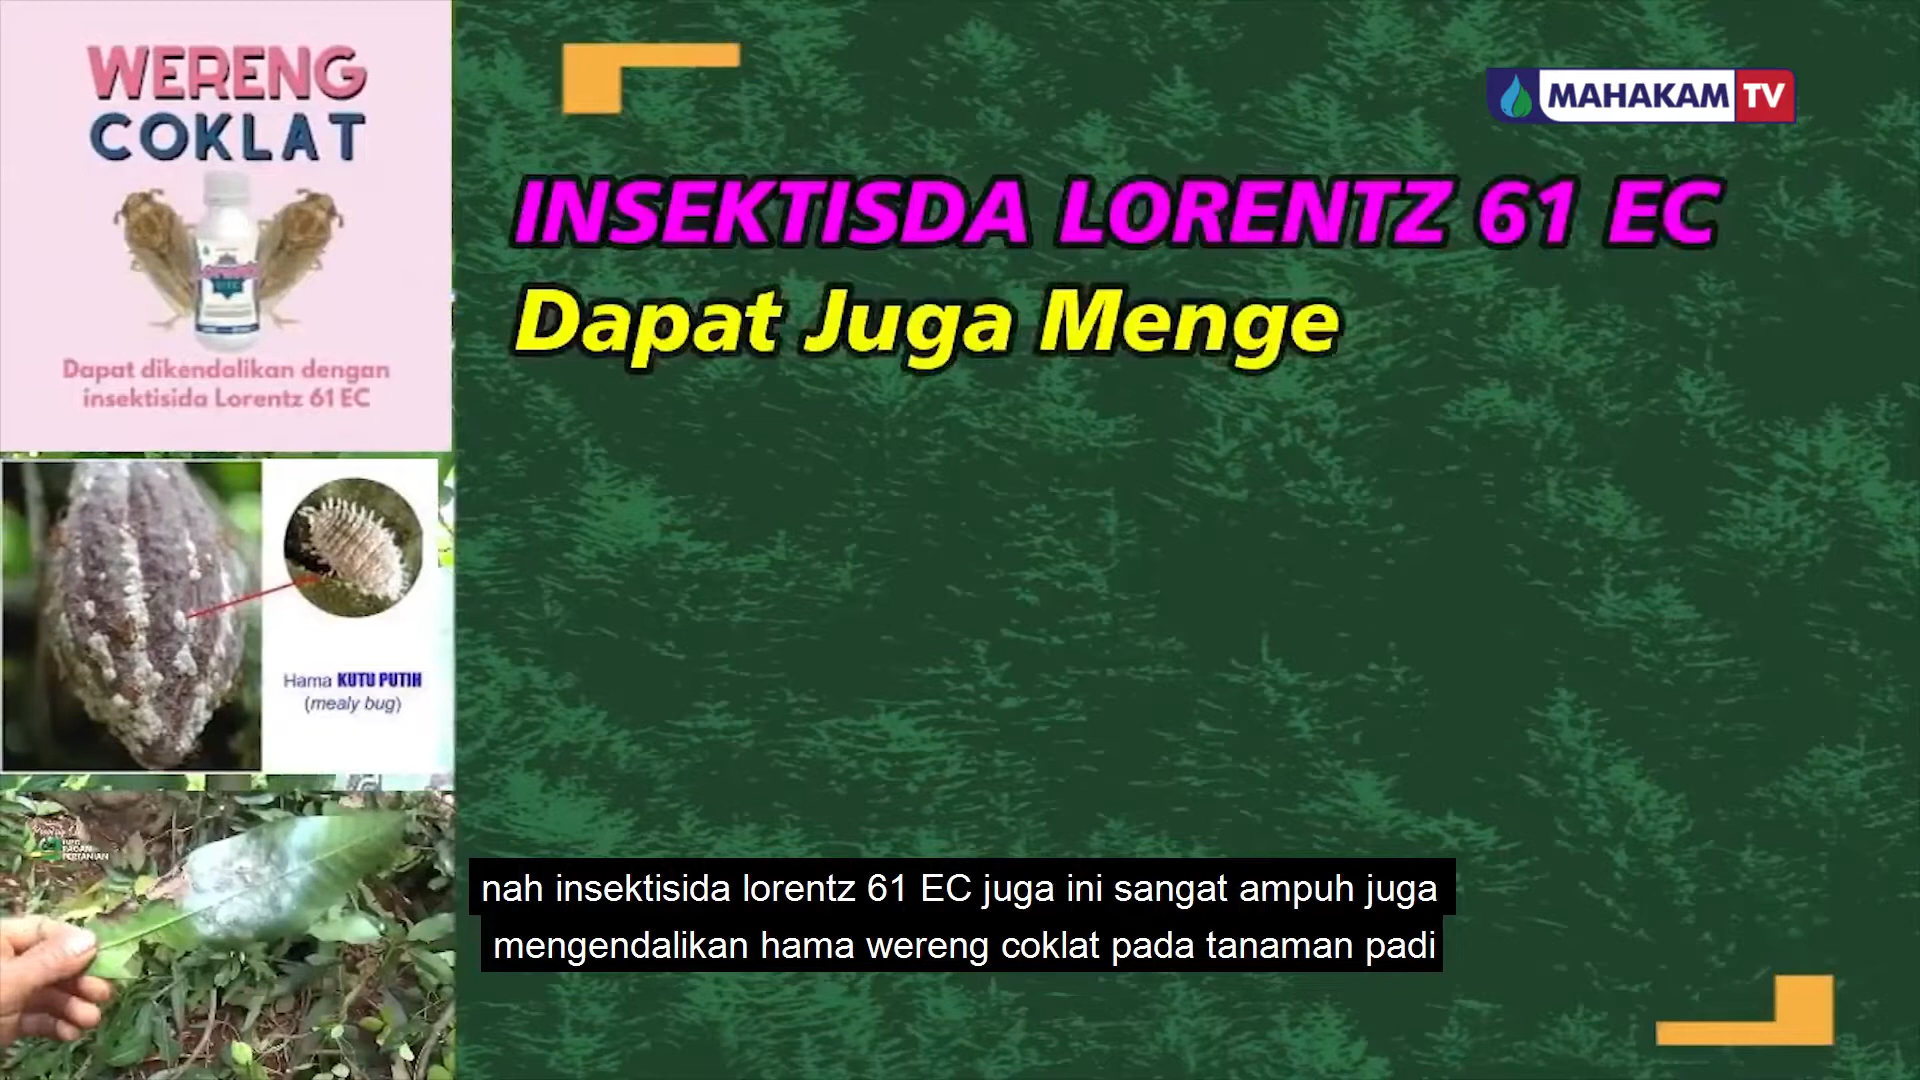 WERENG
COKLAT
Dapat dikendalikan dengan
insektisida Lorentz 61 EC
Hama KUTU PUTIH
(mealy bug)
MAHAKAM TV
INSEKTISDA LORENTZ 61 EC
Dapat Juga Menge
nah insektisida lorentz 61 EC juga ini sangat ampuh juga
mengendalikan hama wereng coklat pada tanaman padi